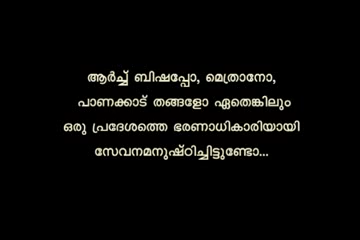 ആർച്ച് ബിഷപ്പോ, മെത്രാനോ,
പാണക്കാട് തങ്ങളോ ഏതെങ്കിലും
ഒരു പ്രദേശത്തെ ഭരണാധികാരിയായി
സേവനമനുഷ്ഠിച്ചിട്ടുണ്ടോ...